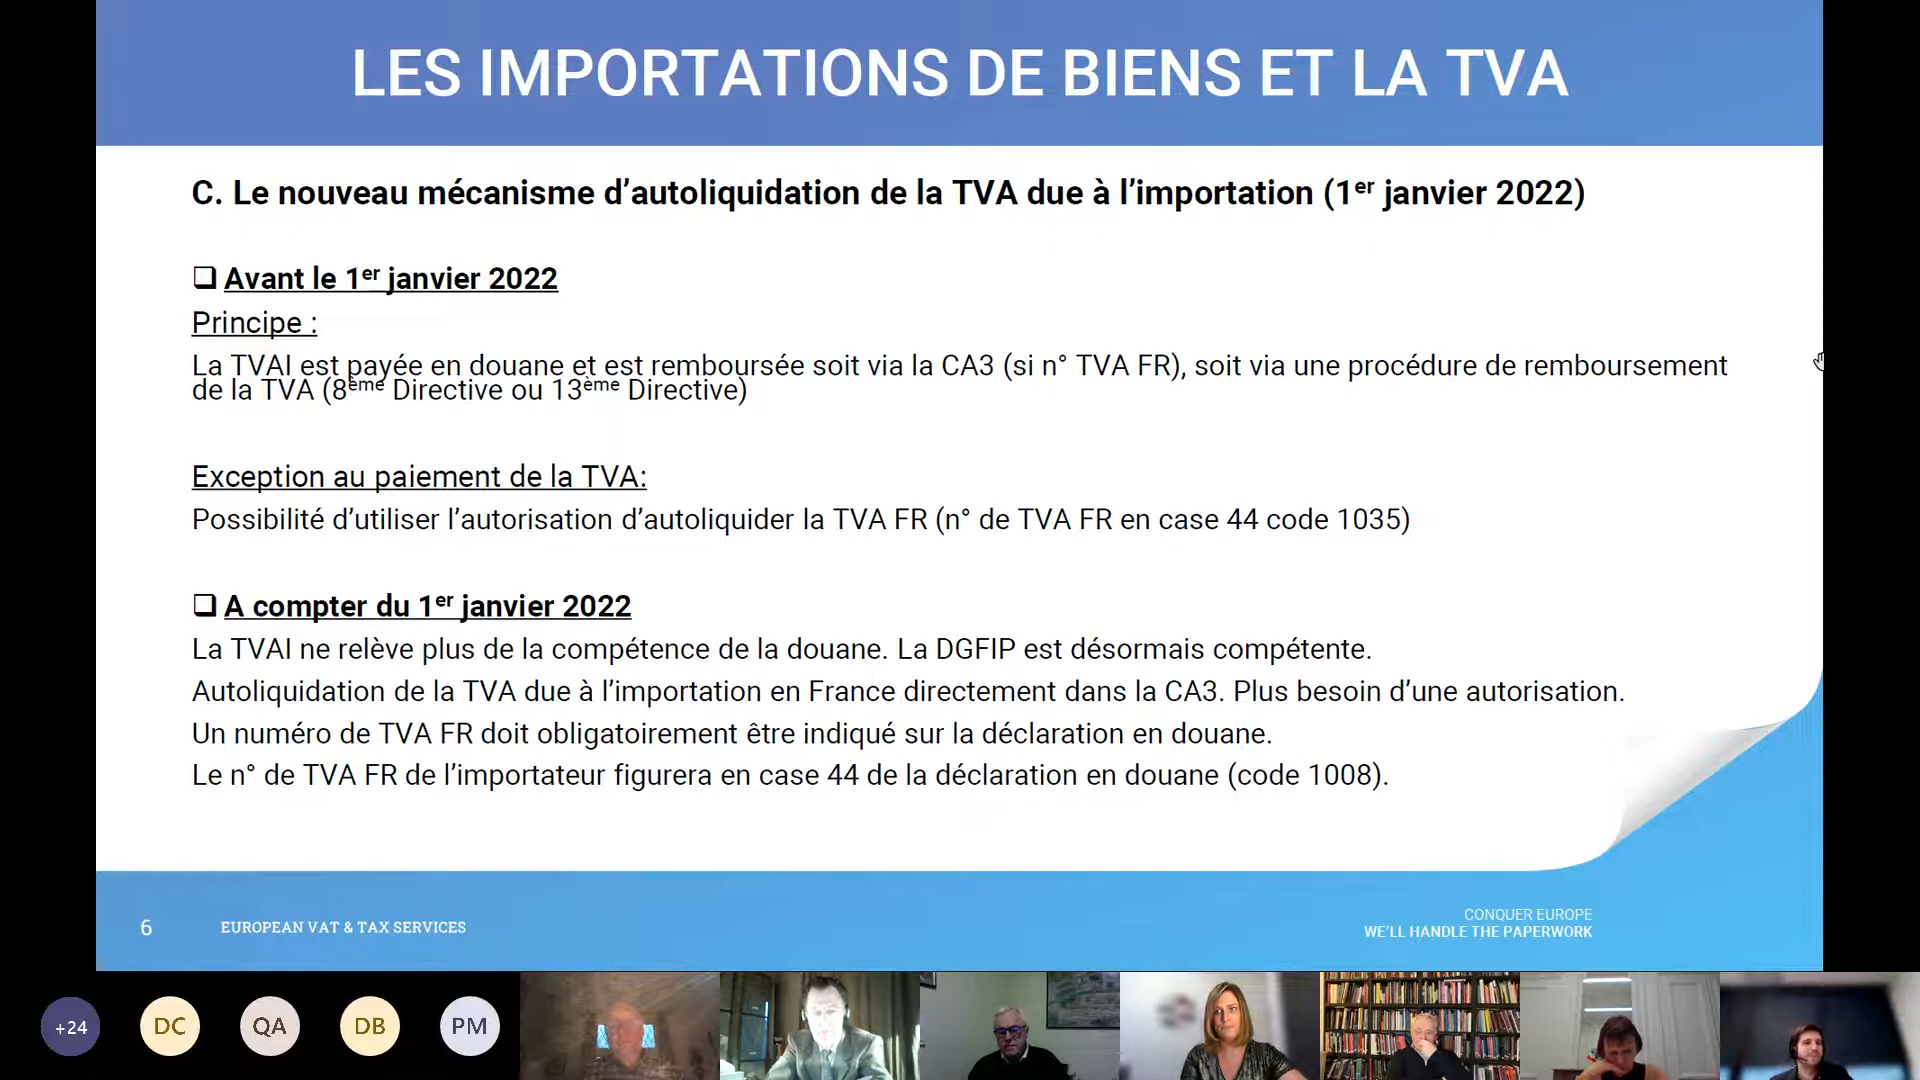 LES IMPORTATIONS DE BIENS ET LA TVA
C. Le nouveau mécanisme d’autoliquidation de la TVA due à l’importation (1er janvier 2022)
❑ Avant le 1er janvier 2022
Principe :
La TVAI est payée en douane et est remboursée soit via la CA3 (si n° TVA FR), soit via une procédure de remboursement
de la TVA (8ème Directive ou 13ème Directive)
Exception au paiement de la TVA:
Possibilité d’utiliser l’autorisation d’autoliquider la TVA FR (n° de TVA FR en case 44 code 1035)
❑ A compter du 1er janvier 2022
La TVAI ne relève plus de la compétence de la douane. La DGFIP est désormais compétente.
Autoliquidation de la TVA due à l’importation en France directement dans la CA3. Plus besoin d’une autorisation.
Un numéro de TVA FR doit obligatoirement être indiqué sur la déclaration en douane.
Le n° de TVA FR de l’importateur figurera en case 44 de la déclaration en douane (code 1008).
6
EUROPEAN VAT & TAX SERVICES
CONQUER EUROPE
WE’LL HANDLE THE PAPERWORK
+24
DC
QA
DB
PM